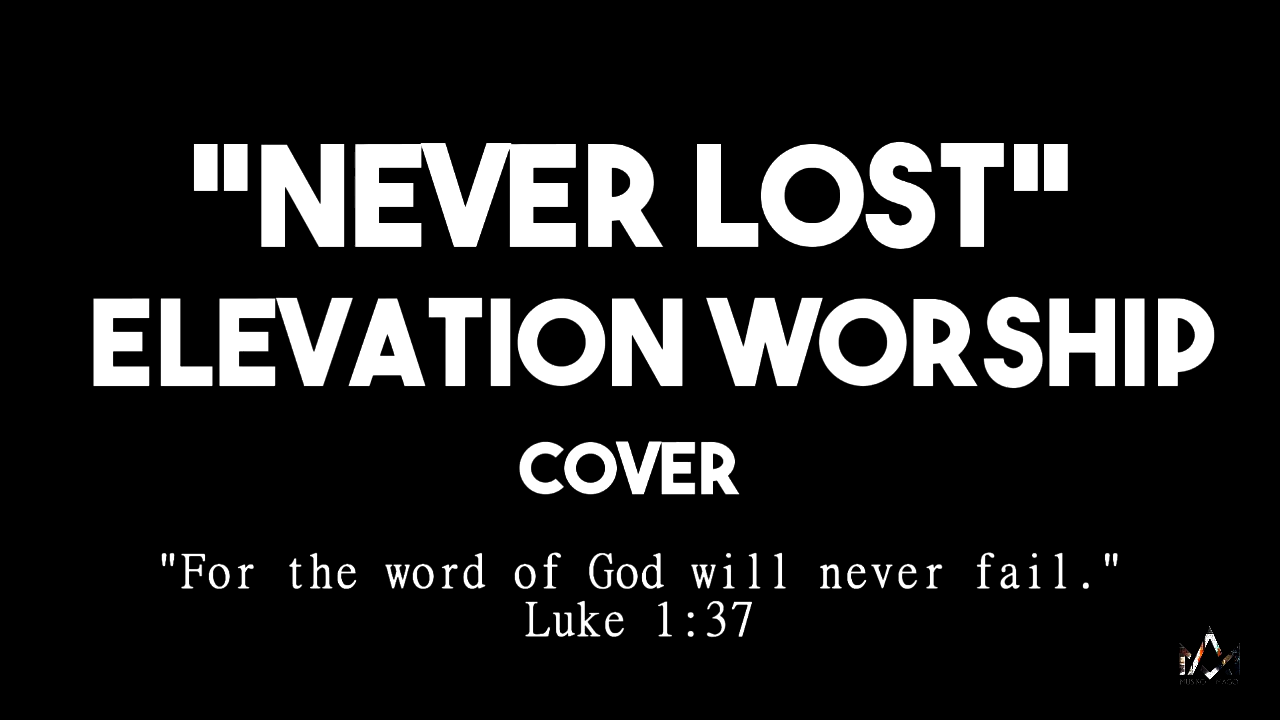 "NEVER LOST"
ELEVATION WORSHIP
COVER
"For the word of God will never fail."
Luke 1:37